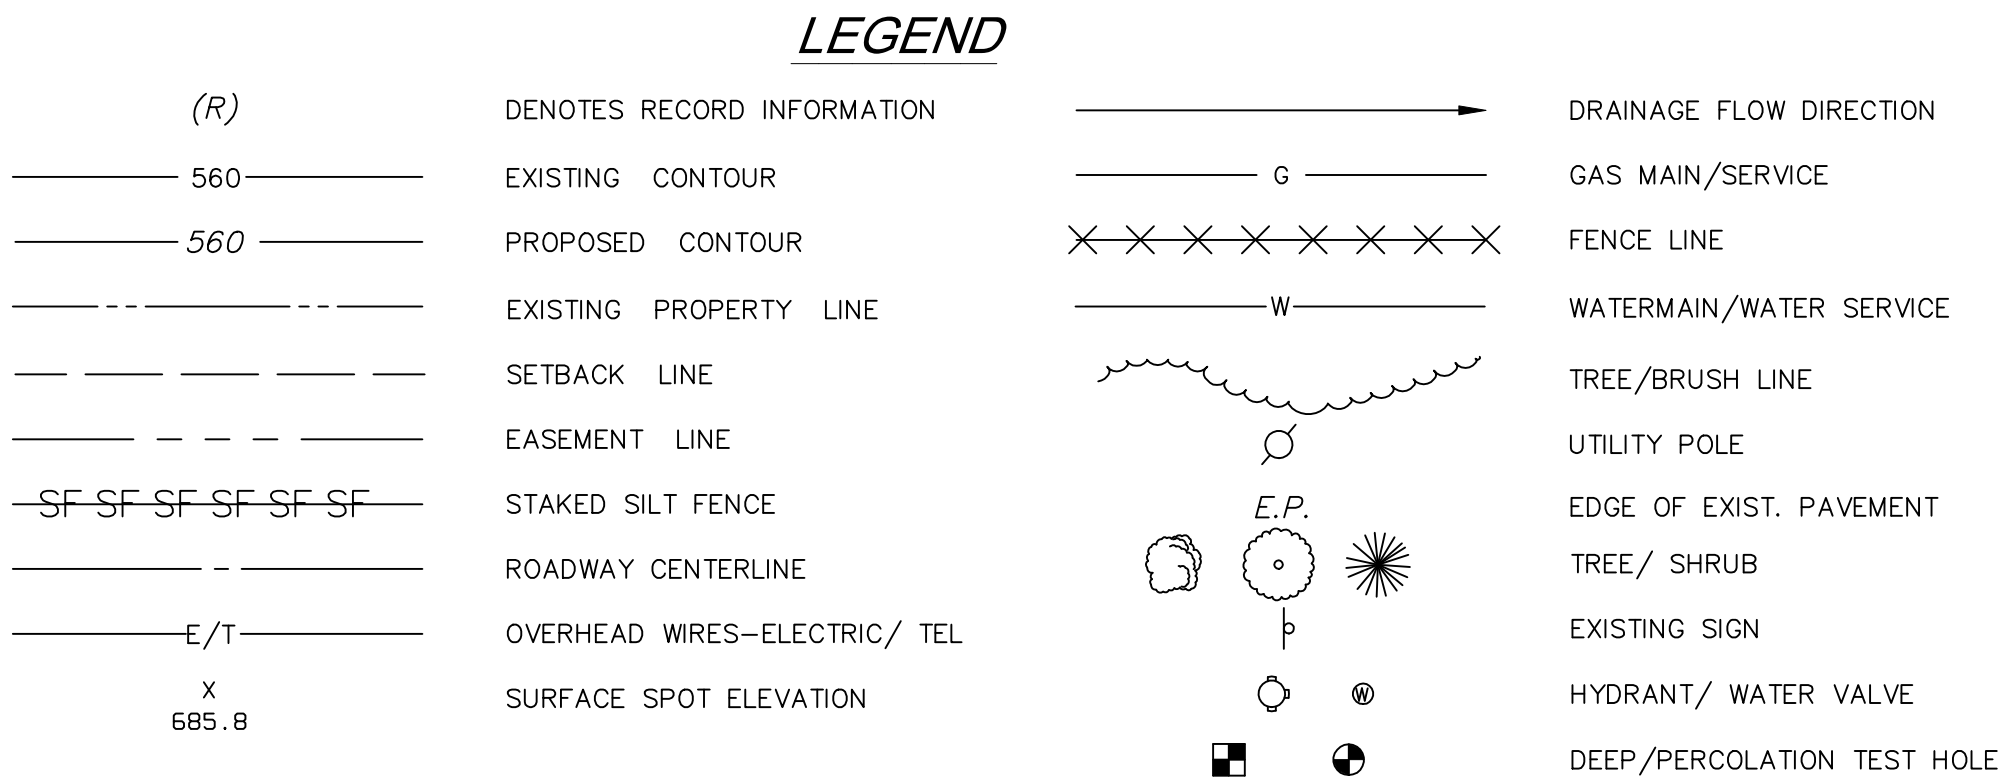 LEGEND
(R) DENOTES RECORD INFORMATION
560 EXISTING CONTOUR
560 PROPOSED CONTOUR
EXISTING PROPERTY LINE
SETBACK LINE
EASEMENT LINE
SF SF SF SF SF SF STAKED SILT FENCE
ROADWAY CENTERLINE
E/T OVERHEAD WIRES-ELECTRIC/ TEL
X
685.8 SURFACE SPOT ELEVATION
DRAINAGE FLOW DIRECTION
G GAS MAIN/SERVICE
FENCE LINE
W WATERMAIN/WATER SERVICE
TREE/BRUSH LINE
UTILITY POLE
E.P. EDGE OF EXIST. PAVEMENT
TREE/ SHRUB
EXISTING SIGN
W HYDRANT/ WATER VALVE
DEEP/PERCOLATION TEST HOLE